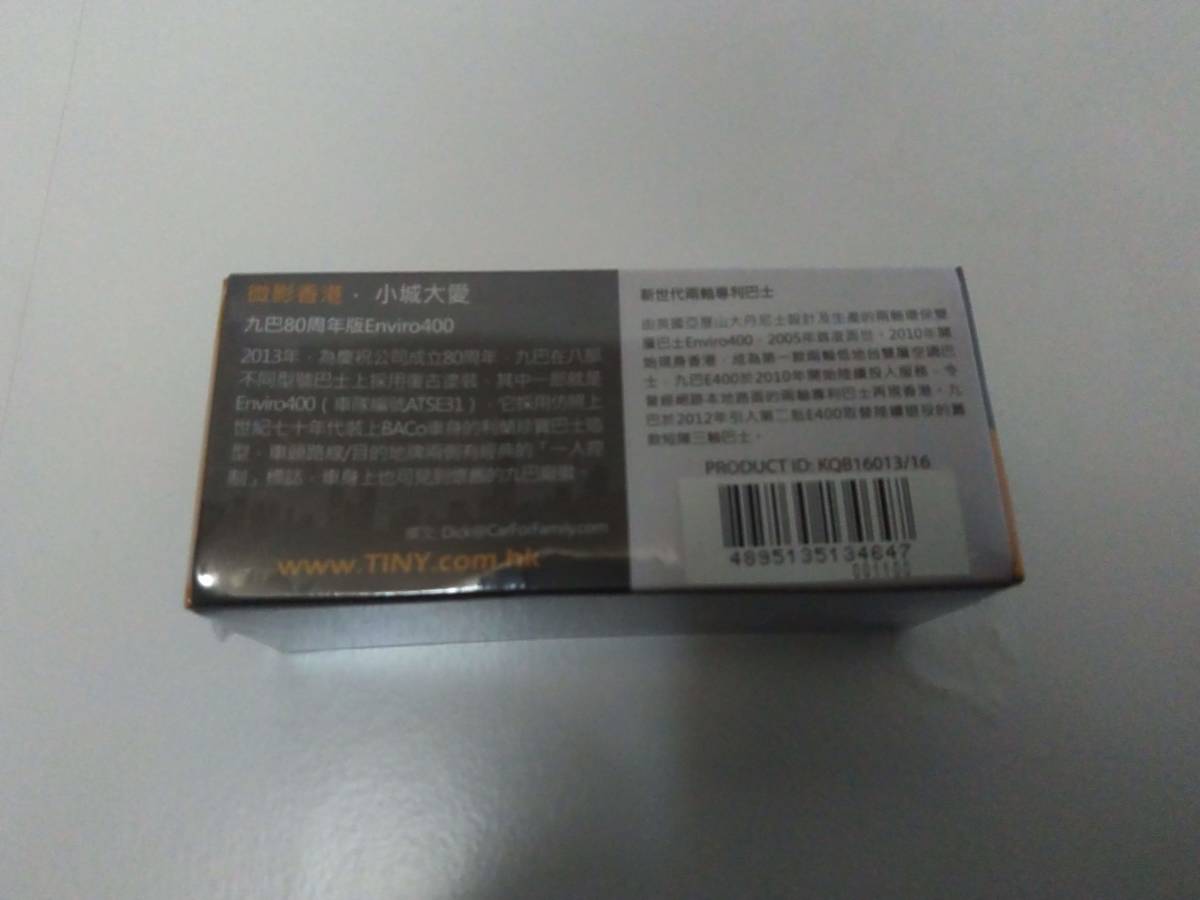 微影香港 · 小城大愛
九巴80周年版Enviro400
2013年，為慶祝公司成立80周年，九巴在八部
不同型號巴士上採用復古塗裝，其中一部就是
Enviro400（車隊編號ATSE31），它採用仿照上
世紀七十年代裝上BACo車身的利蘭珍寶巴士造
型，車頭路線/目的地牌兩側有經典的「一人控
制」標誌，車身上也可見到懷舊的九巴
撰文: Dick@CarForFamily.com
www.TINY.com.hk
新世代兩軸專利巴士
由英國亞歷山大丹尼士設計及生產的兩軸環保雙
層巴士Enviro400，2005年首度面世。2010年開
始現身香港，成為第一款兩軸低地台雙層空調巴
士。九巴E400於2010年開始陸續投入服務，令
曾經絕跡本地路面的兩軸專利巴士再現香港。九
巴於2012年引入第二批E400取替陸續退役的
款短陣三軸巴士。
PRODUCT ID: KQB16013/16
4895135134647
001100